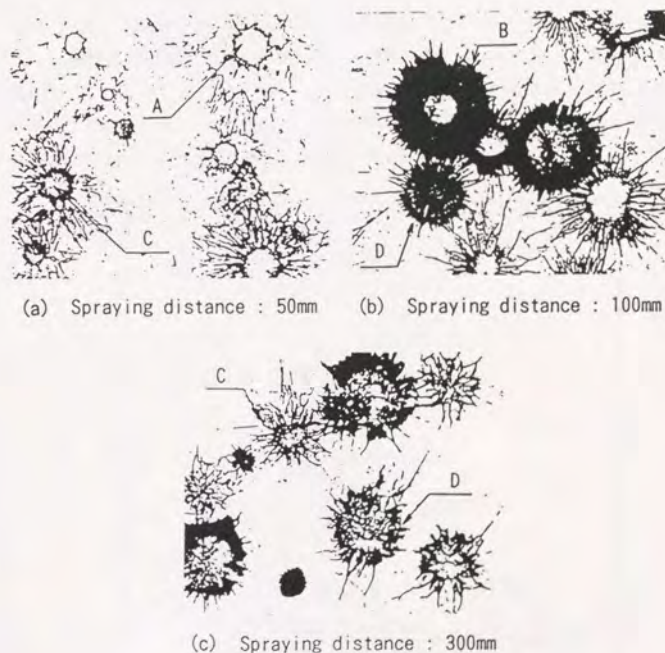 A
C
B
D
(a) Spraying distance : 50mm
(b) Spraying distance : 100mm
C
D
(c) Spraying distance : 300mm